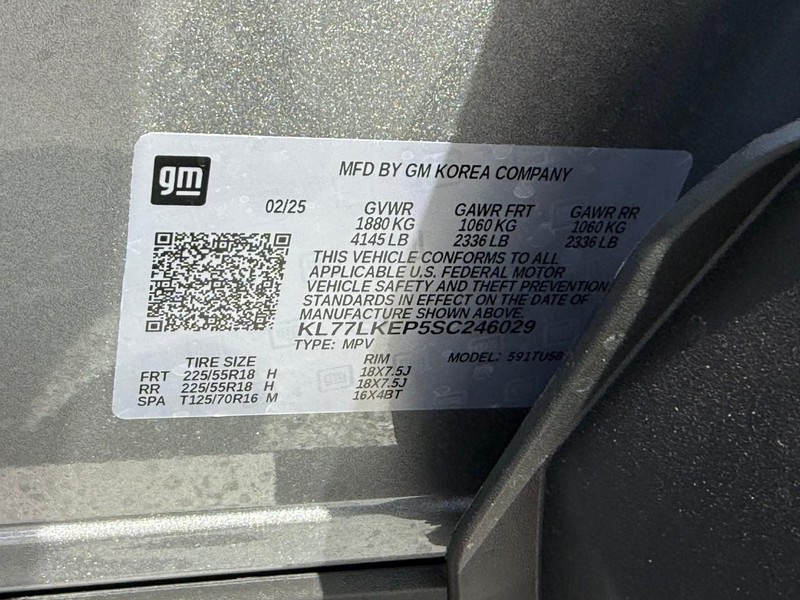 gm
MFD BY GM KOREA COMPANY
02/25 GVWR GAWR FRT GAWR RR
1880 KG 1060 KG 1060 KG
4145 LB 2336 LB 2336 LB
THIS VEHICLE CONFORMS TO ALL
APPLICABLE U.S. FEDERAL MOTOR
VEHICLE SAFETY AND THEFT PREVENTION
STANDARDS IN EFFECT ON THE DATE OF
MANUFACTURE SHOWN ABOVE.
KL77LKEP5SC246029
TYPE: MPV
TIRE SIZE RIM MODEL: 591TU58
FRT 225/55R18 H 18X7.5J
RR 225/55R18 H 18X7.5J
SPA T125/70R16 M 16X4BT